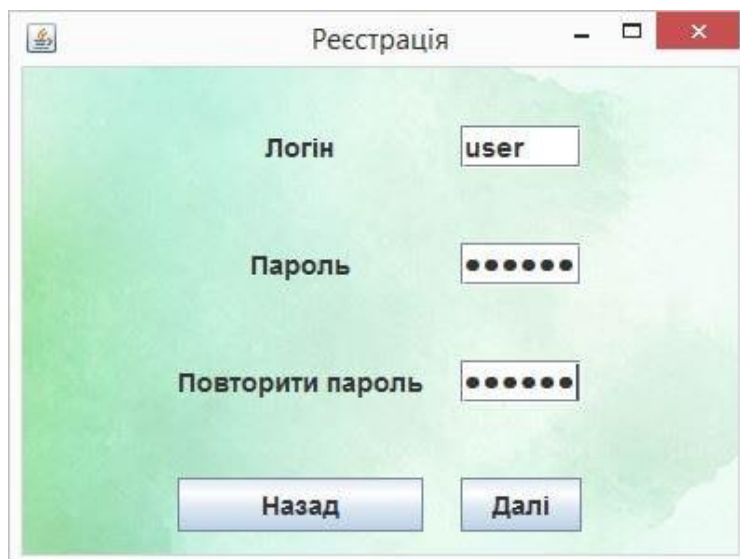 Реєстрація
Логін user
Пароль ●●●●●●
Повторити пароль ●●●●●●
Назад Далі